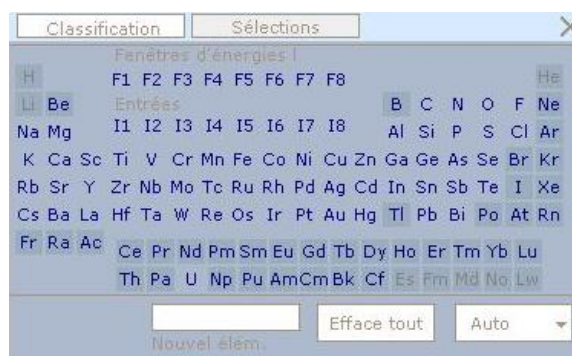 Classification Sélections
Fenêtres d'énergies I
H F1 F2 F3 F4 F5 F6 F7 F8 He
Li Be Entrées B C N O F Ne
Na Mg I1 I2 I3 I4 I5 I6 I7 I8 Al Si P S Cl Ar
K Ca Sc Ti V Cr Mn Fe Co Ni Cu Zn Ga Ge As Se Br Kr
Rb Sr Y Zr Nb Mo Tc Ru Rh Pd Ag Cd In Sn Sb Te I Xe
Cs Ba La Hf Ta W Re Os Ir Pt Au Hg Tl Pb Bi Po At Rn
Fr Ra Ac Ce Pr Nd Pm Sm Eu Gd Tb Dy Ho Er Tm Yb Lu
Th Pa U Np Pu Am Cm Bk Cf Es Fm Md No Lw
Efface tout Auto
Nouvel élém.